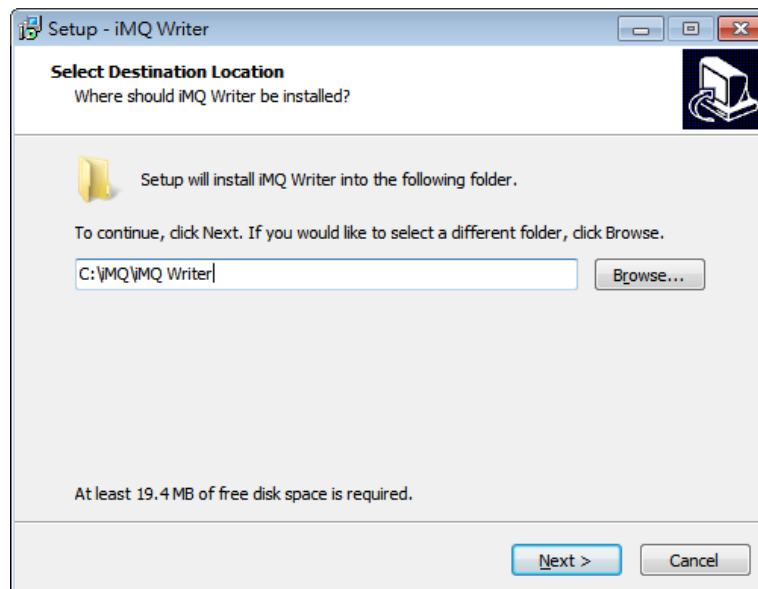 Setup - iMQ Writer
Select Destination Location
Where should iMQ Writer be installed?
Setup will install iMQ Writer into the following folder.
To continue, click Next. If you would like to select a different folder, click Browse.
C:\iMQ\iMQ Writer
Browse...
At least 19.4 MB of free disk space is required.
Next >
Cancel